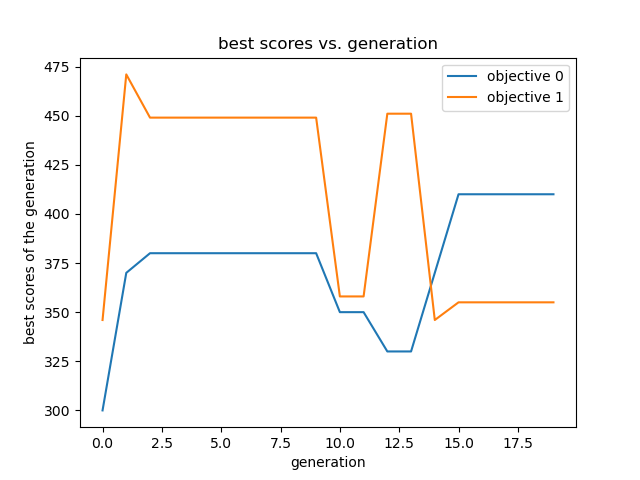 best scores vs. generation
objective 0
objective 1
best scores of the generation
475
450
425
400
375
350
325
300
0.0 2.5 5.0 7.5 10.0 12.5 15.0 17.5
generation